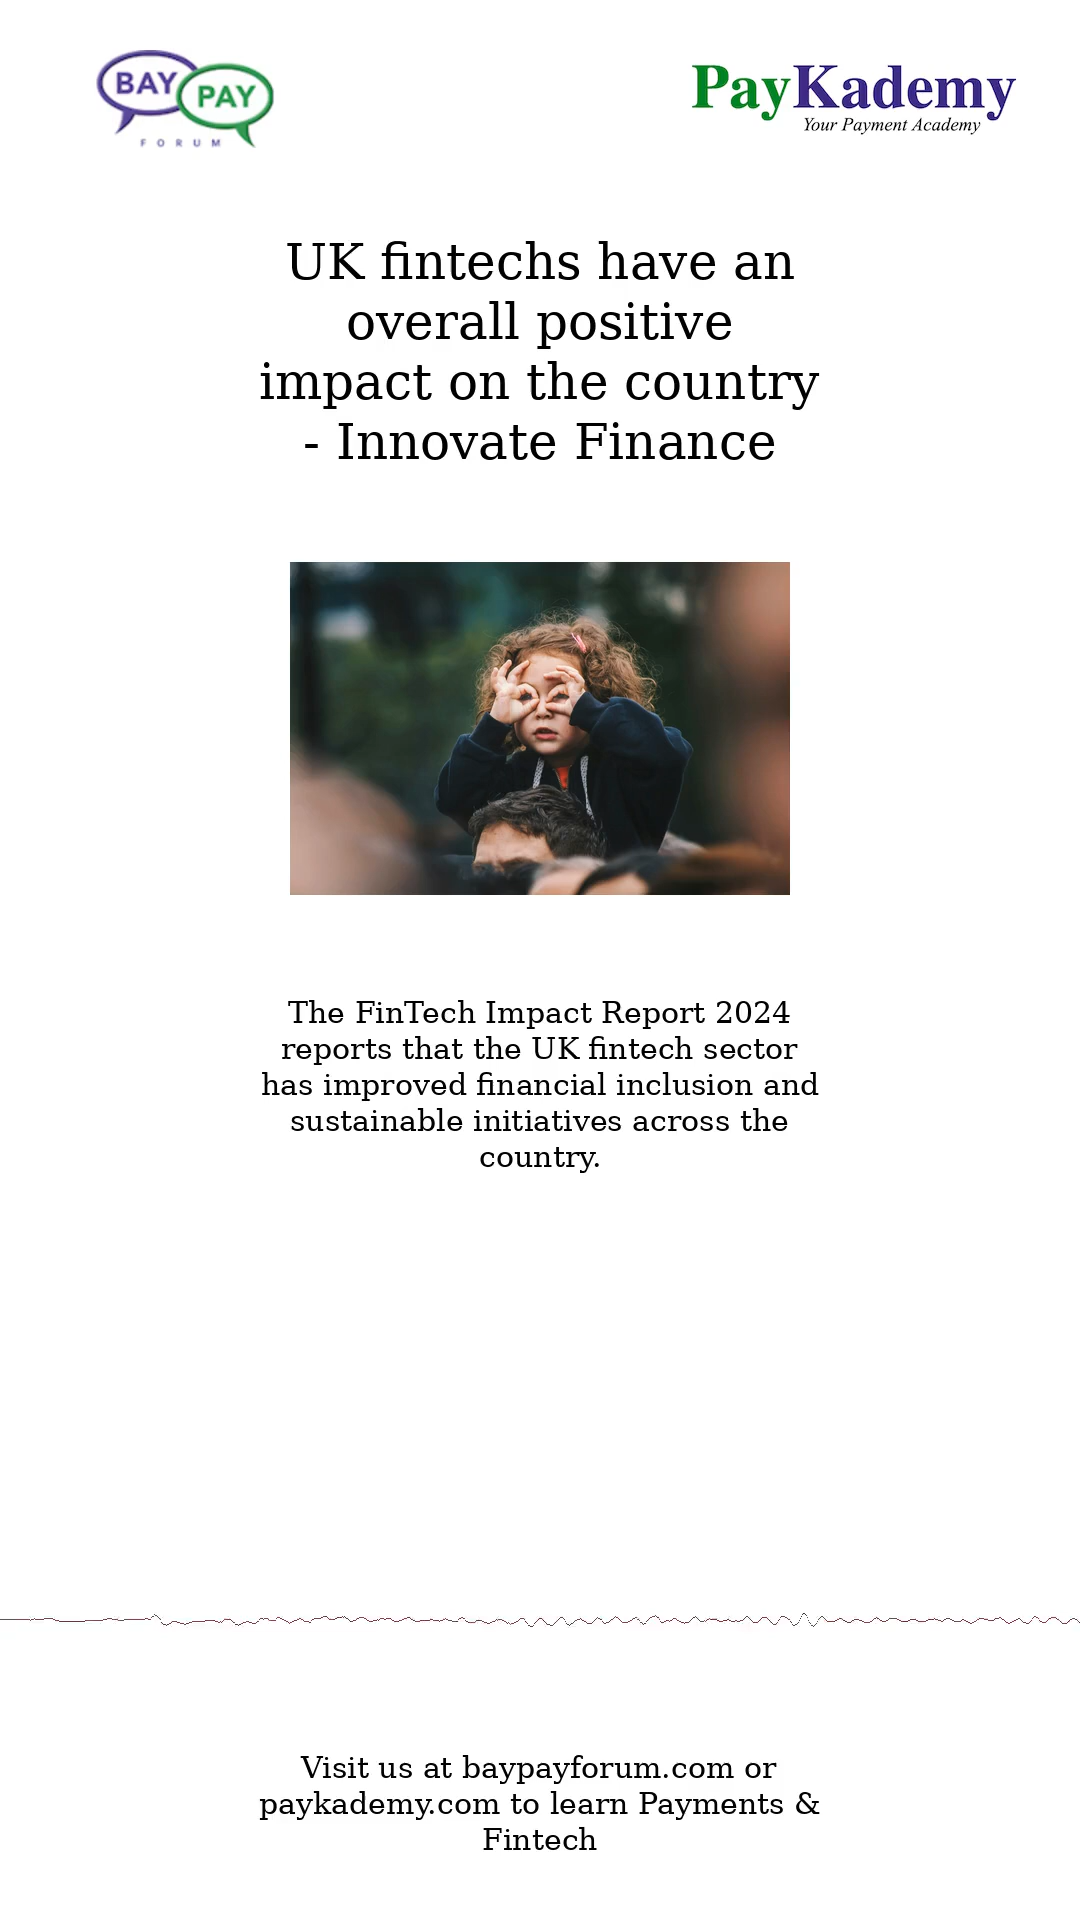 BAY PAY
FORUM
PayKademy
Your Payment Academy
UK fintechs have an
overall positive
impact on the country
- Innovate Finance
The FinTech Impact Report 2024
reports that the UK fintech sector
has improved financial inclusion and
sustainable initiatives across the
country.
Visit us at baypayforum.com or
paykademy.com to learn Payments &
Fintech